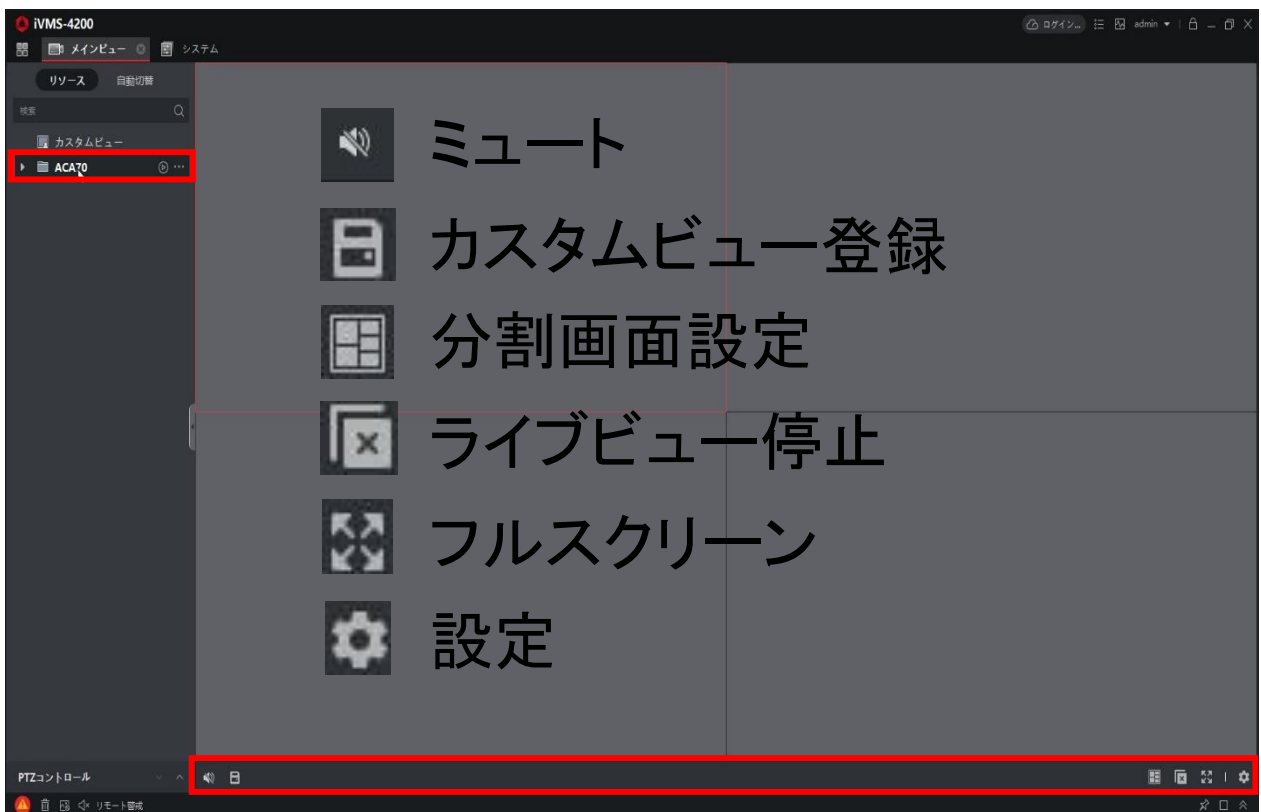 iVMS-4200
ログイン...
admin
メインビュー
システム
リソース 自動切替
検索
カスタムビュー
ACA70
ミュート
カスタムビュー登録
分割画面設定
ライブビュー停止
フルスクリーン
設定
PTZコントロール
リモート警戒